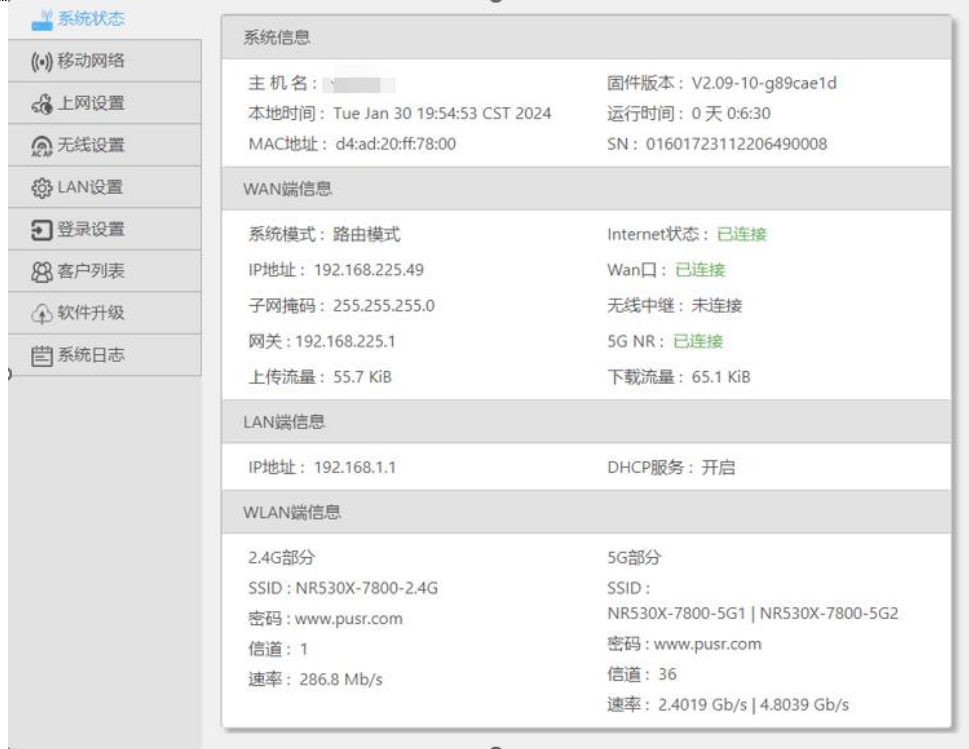 系统状态
移动网络
上网设置
无线设置
LAN设置
登录设置
客户列表
软件升级
系统日志
系统信息
主 机 名 :
固件版本 : V2.09-10-g89cae1d
本地时间 : Tue Jan 30 19:54:53 CST 2024
运行时间 : 0 天 0:6:30
MAC地址 : d4:ad:20:ff:78:00
SN : 01601723112206490008
WAN端信息
系统模式 : 路由模式
Internet状态 : 已连接
IP地址 : 192.168.225.49
Wan口 : 已连接
子网掩码 : 255.255.255.0
无线中继 : 未连接
网关 : 192.168.225.1
5G NR : 已连接
上传流量 : 55.7 KiB
下载流量 : 65.1 KiB
LAN端信息
IP地址 : 192.168.1.1
DHCP服务 : 开启
WLAN端信息
2.4G部分
SSID : NR530X-7800-2.4G
密码 : www.pusr.com
信道 : 1
速率 : 286.8 Mb/s
5G部分
SSID :
NR530X-7800-5G1 | NR530X-7800-5G2
密码 : www.pusr.com
信道 : 36
速率 : 2.4019 Gb/s | 4.8039 Gb/s